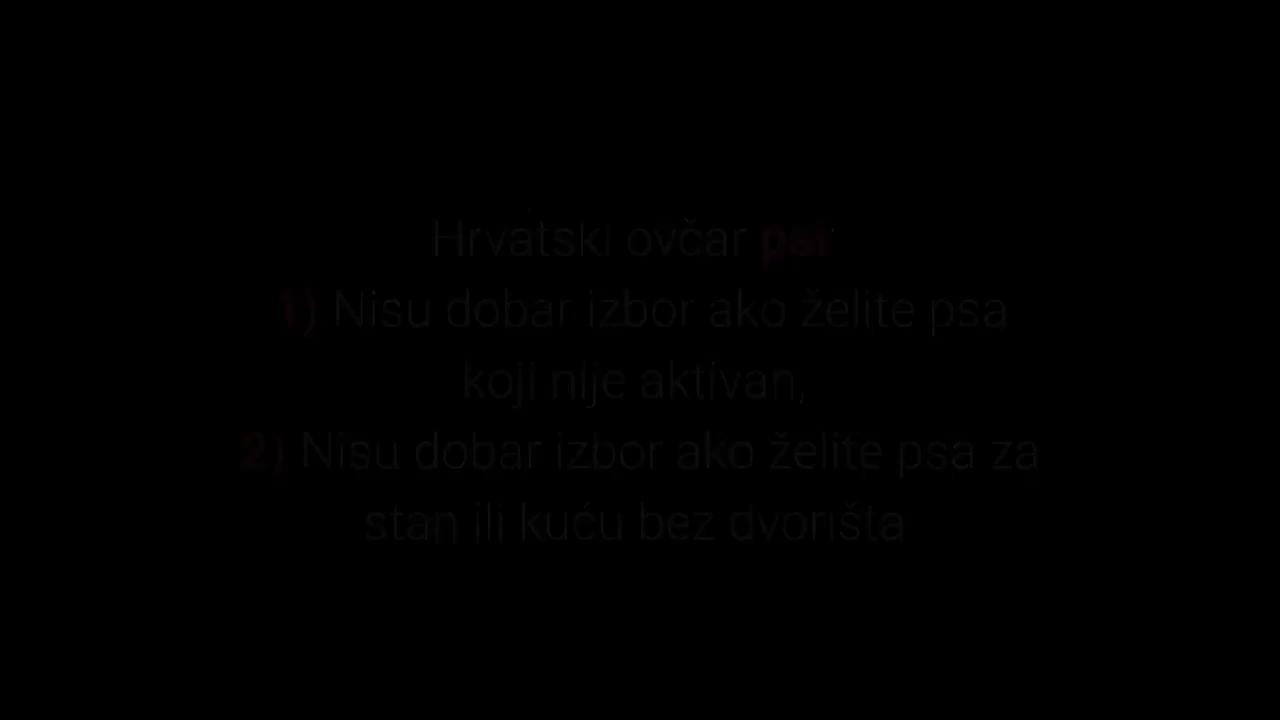 Hrvatski ovčar psi
1) Nisu dobar izbor ako želite psa
koji nije aktivan,
2) Nisu dobar izbor ako želite psa za
stan ili kuću bez dvorišta